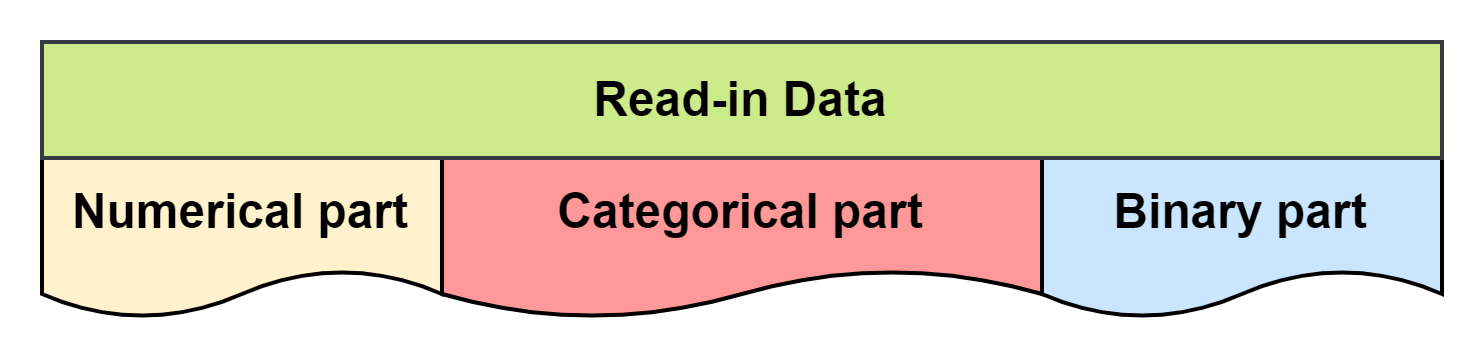 Read-in Data
Numerical part
Categorical part
Binary part